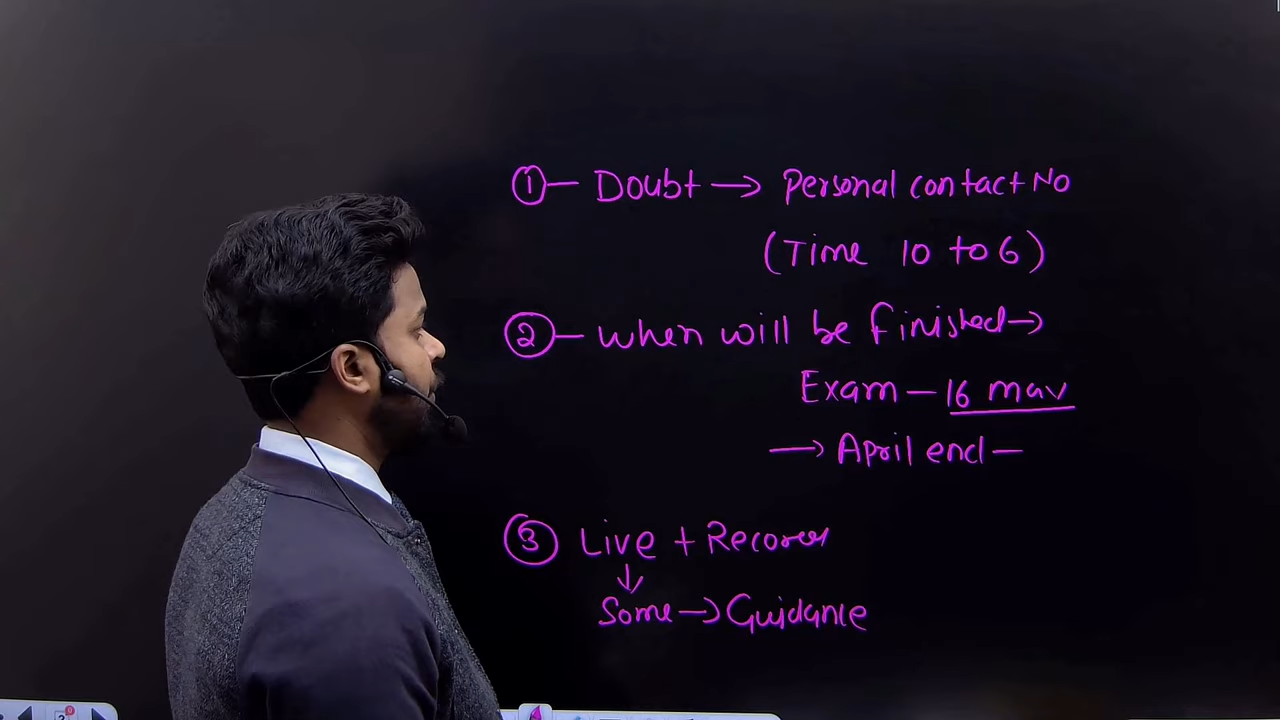 ① — Doubt → Personal contact No
(Time 10 to 6)
② — When will be finished →
Exam — 16 mav
→ April end —
③ Live + Recorer
Some → Guidance